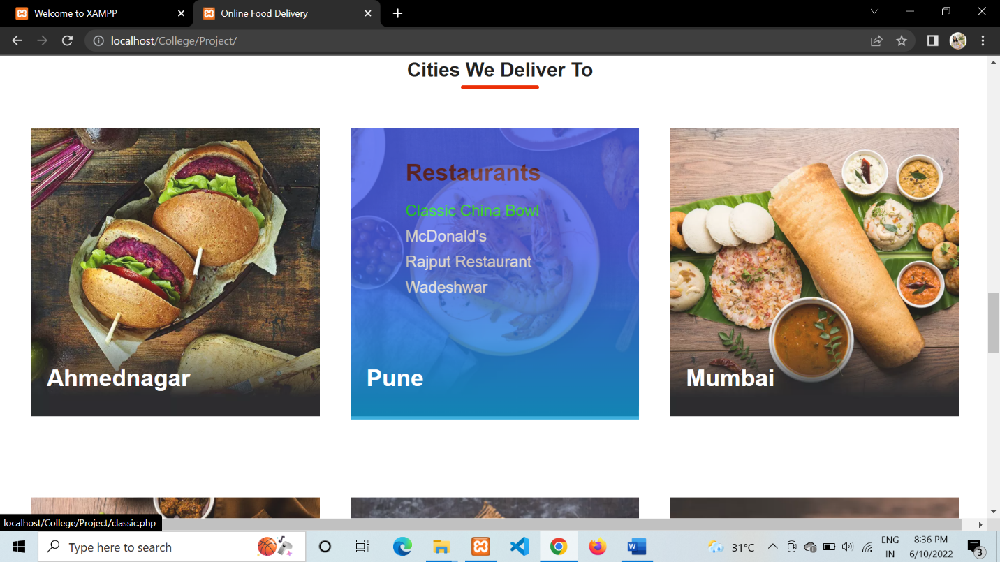 Welcome to XAMPP
Online Food Delivery
localhost/College/Project/
Cities We Deliver To
Restaurants
Classic China Bowl
McDonald's
Rajput Restaurant
Wadeshwar
Ahmednagar
Pune
Mumbai
localhost/College/Project/classic.php
Type here to search
31°C
ENG
IN
8:36 PM
6/10/2022
3